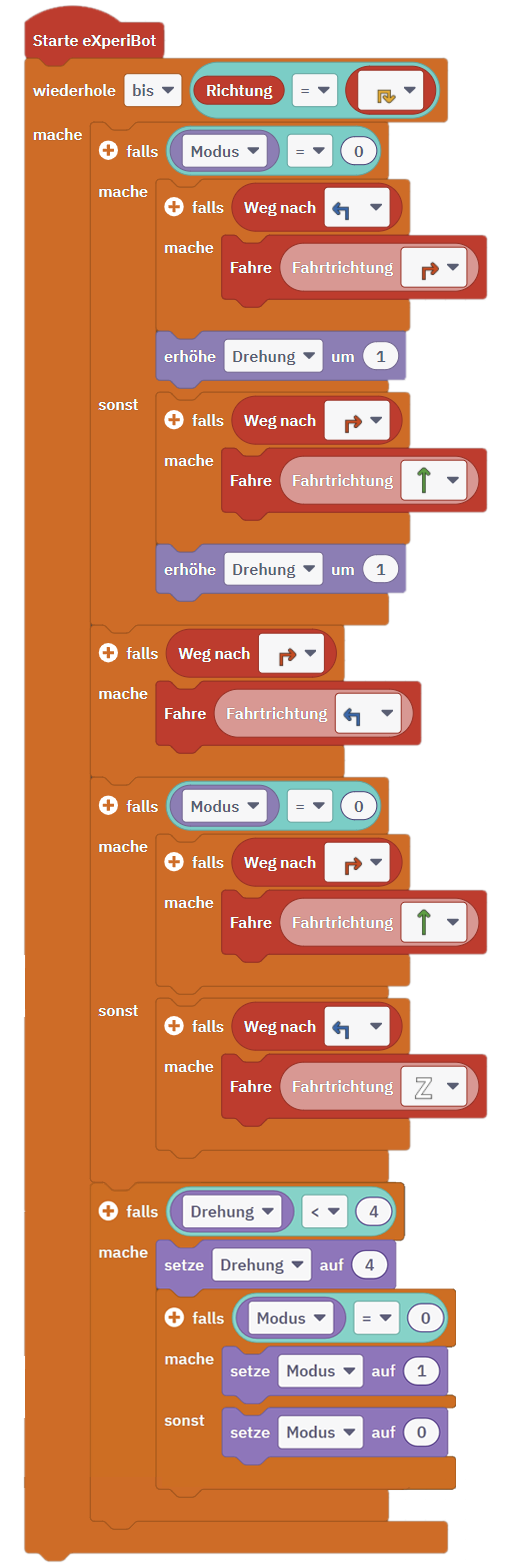 Starte eXperiBot
wiederhole bis Richtung =
mache
falls Modus = 0
mache
falls Weg nach
mache
Fahre Fahrtrichtung
erhöhe Drehung um 1
sonst
falls Weg nach
mache
Fahre Fahrtrichtung
erhöhe Drehung um 1
falls Weg nach
mache
Fahre Fahrtrichtung
falls Modus = 0
mache
falls Weg nach
mache
Fahre Fahrtrichtung
sonst
falls Weg nach
mache
Fahre Fahrtrichtung Z
falls Drehung < 4
mache
setze Drehung auf 4
falls Modus = 0
mache
setze Modus auf 1
sonst
setze Modus auf 0